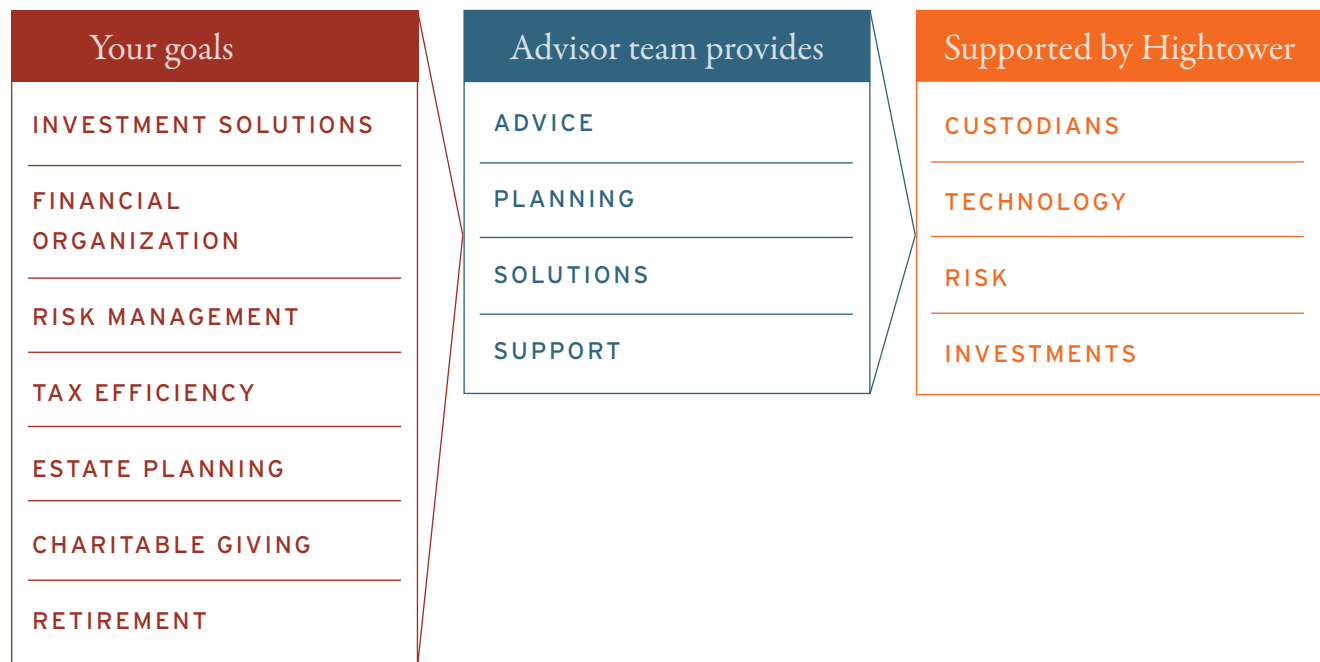 Your goals
INVESTMENT SOLUTIONS
FINANCIAL
ORGANIZATION
RISK MANAGEMENT
TAX EFFICIENCY
ESTATE PLANNING
CHARITABLE GIVING
RETIREMENT
Advisor team provides
ADVICE
PLANNING
SOLUTIONS
SUPPORT
Supported by Hightower
CUSTODIANS
TECHNOLOGY
RISK
INVESTMENTS